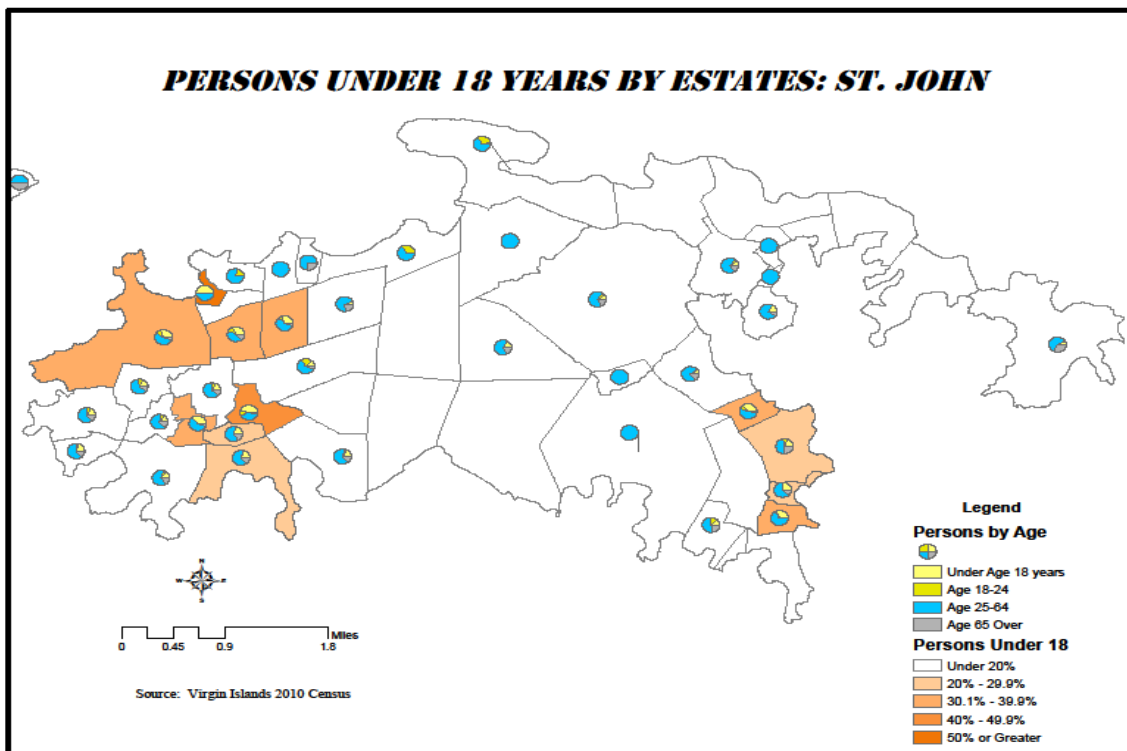 PERSONS UNDER 18 YEARS BY ESTATES: ST. JOHN
N
W E
S
Miles
0 0.45 0.9 1.8
Source: Virgin Islands 2010 Census
Legend
Persons by Age
Under Age 18 years
Age 18-24
Age 25-64
Age 65 Over
Persons Under 18
Under 20%
20% - 29.9%
30.1% - 39.9%
40% - 49.9%
50% or Greater